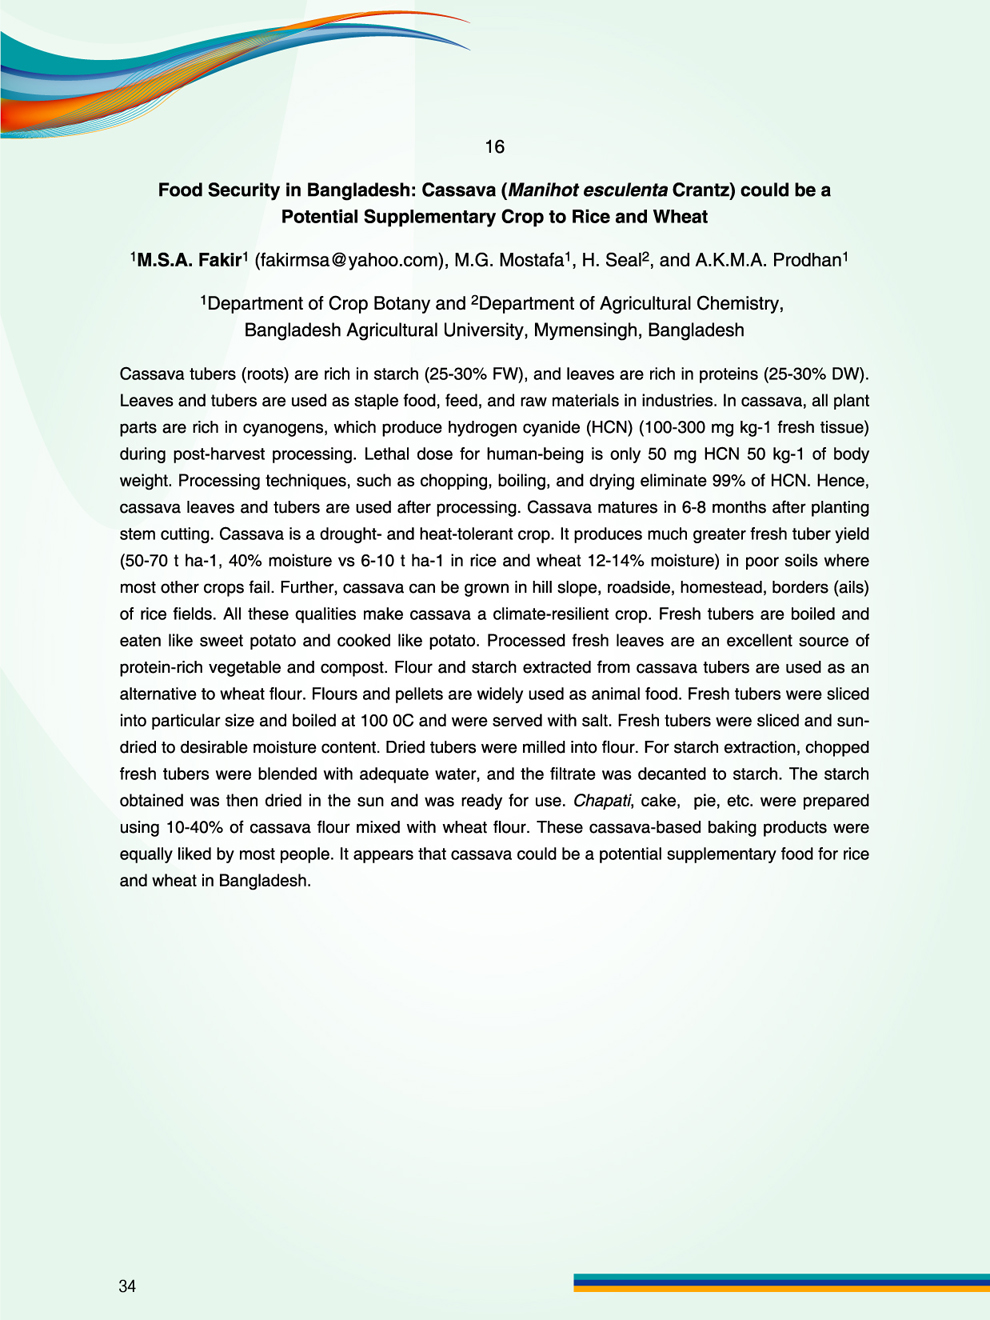 16
Food Security in Bangladesh: Cassava (Manihot esculenta Crantz) could be a
Potential Supplementary Crop to Rice and Wheat
¹M.S.A. Fakir¹ (fakirmsa@yahoo.com), M.G. Mostafa¹, H. Seal², and A.K.M.A. Prodhan¹
¹Department of Crop Botany and ²Department of Agricultural Chemistry,
Bangladesh Agricultural University, Mymensingh, Bangladesh
Cassava tubers (roots) are rich in starch (25-30% FW), and leaves are rich in proteins (25-30% DW).
Leaves and tubers are used as staple food, feed, and raw materials in industries. In cassava, all plant
parts are rich in cyanogens, which produce hydrogen cyanide (HCN) (100-300 mg kg-1 fresh tissue)
during post-harvest processing. Lethal dose for human-being is only 50 mg HCN 50 kg-1 of body
weight. Processing techniques, such as chopping, boiling, and drying eliminate 99% of HCN. Hence,
cassava leaves and tubers are used after processing. Cassava matures in 6-8 months after planting
stem cutting. Cassava is a drought- and heat-tolerant crop. It produces much greater fresh tuber yield
(50-70 t ha-1, 40% moisture vs 6-10 t ha-1 in rice and wheat 12-14% moisture) in poor soils where
most other crops fail. Further, cassava can be grown in hill slope, roadside, homestead, borders (ails)
of rice fields. All these qualities make cassava a climate-resilient crop. Fresh tubers are boiled and
eaten like sweet potato and cooked like potato. Processed fresh leaves are an excellent source of
protein-rich vegetable and compost. Flour and starch extracted from cassava tubers are used as an
alternative to wheat flour. Flours and pellets are widely used as animal food. Fresh tubers were sliced
into particular size and boiled at 100 0C and were served with salt. Fresh tubers were sliced and sun-
dried to desirable moisture content. Dried tubers were milled into flour. For starch extraction, chopped
fresh tubers were blended with adequate water, and the filtrate was decanted to starch. The starch
obtained was then dried in the sun and was ready for use. Chapati, cake, pie, etc. were prepared
using 10-40% of cassava flour mixed with wheat flour. These cassava-based baking products were
equally liked by most people. It appears that cassava could be a potential supplementary food for rice
and wheat in Bangladesh.
34